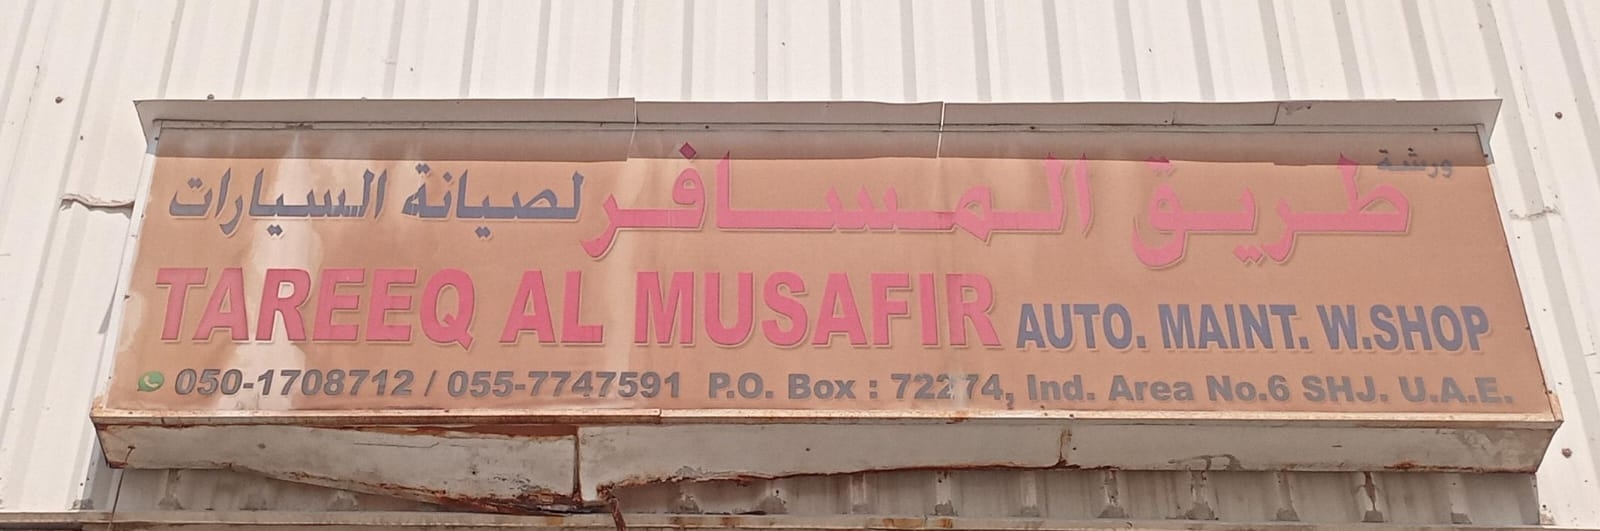 ورشة طريق المسافر لصيانة السيارات
TAREEQ AL MUSAFIR AUTO. MAINT. W.SHOP
050-1708712 / 055-7747591 P.O. Box : 72274, Ind. Area No.6 SHJ. U.A.E.